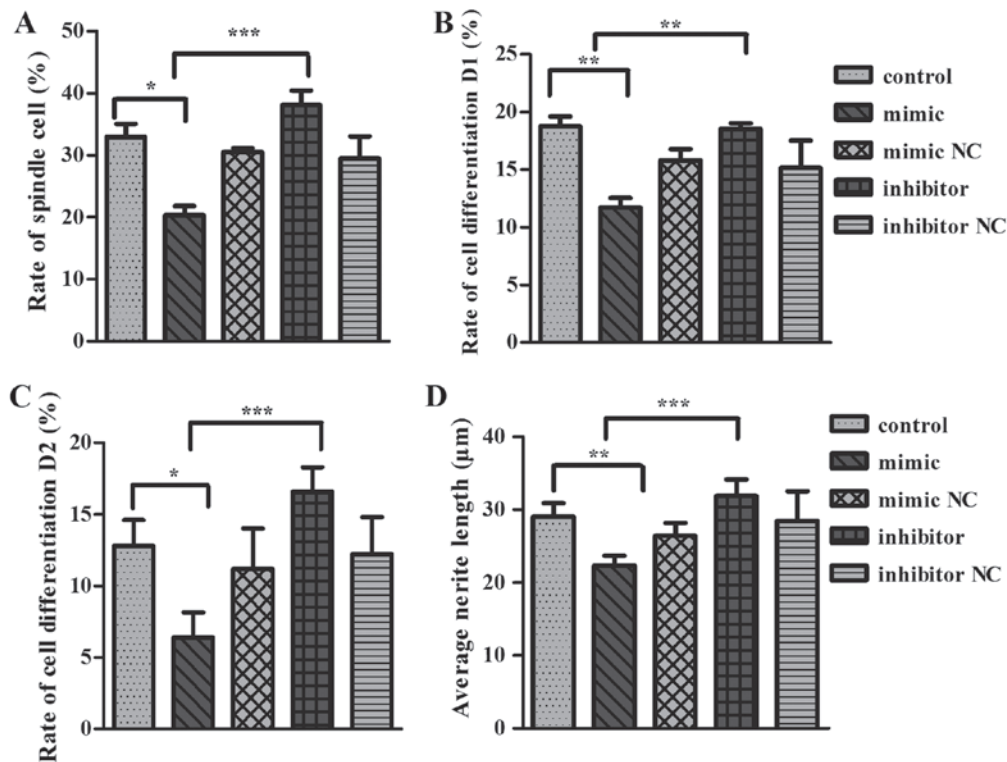 A
Rate of spindle cell (%)
50
40
30
20
10
0
*
***
B
Rate of cell differentiation D1 (%)
25
20
15
10
5
0
**
**
control
mimic
mimic NC
inhibitor
inhibitor NC
C
Rate of cell differentiation D2 (%)
20
15
10
5
0
*
***
D
Average nerite length (μm)
40
30
20
10
0
**
***
control
mimic
mimic NC
inhibitor
inhibitor NC